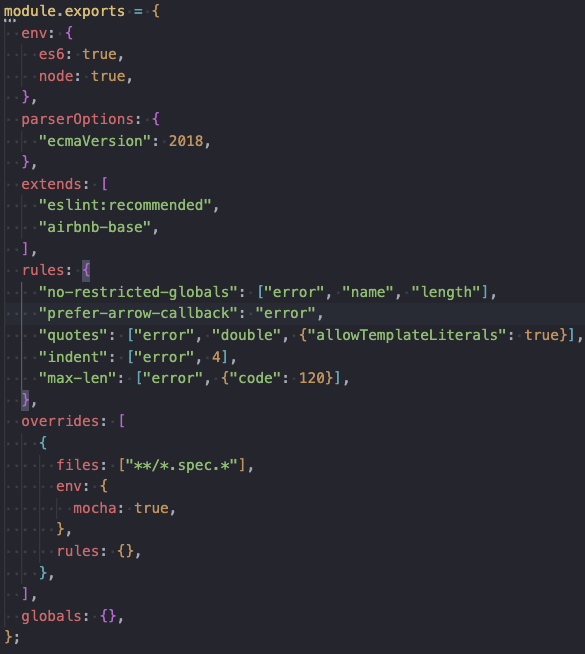 module.exports = {
  env: {
    es6: true,
    node: true,
  },
  parserOptions: {
    "ecmaVersion": 2018,
  },
  extends: [
    "eslint:recommended",
    "airbnb-base",
  ],
  rules: {
    "no-restricted-globals": ["error", "name", "length"],
    "prefer-arrow-callback": "error",
    "quotes": ["error", "double", {"allowTemplateLiterals": true}],
    "indent": ["error", 4],
    "max-len": ["error", {"code": 120}],
  },
  overrides: [
    {
      files: ["**/*.spec.*"],
      env: {
        mocha: true,
      },
      rules: {},
    },
  ],
  globals: {},
};